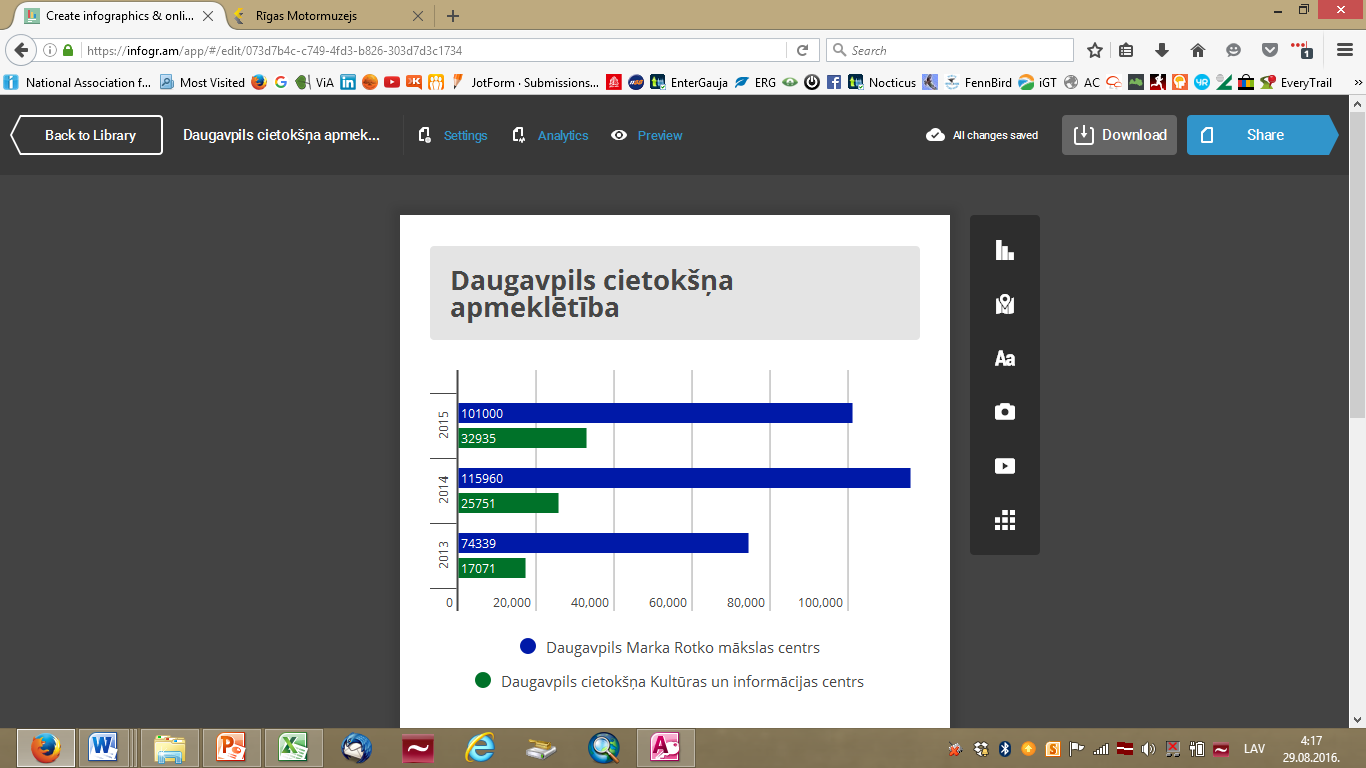 Create infographics & onli...
Rīgas Motormuzejs
https://infogr.am/app/#/edit/073d7b4c-c749-4fd3-b826-303d7d3c1734
Search
National Association f...
Most Visited
ViA
JotForm · Submissions...
EnterGauja
ERG
Nocticus
FennBird
iGT
AC
EveryTrail
Back to Library
Daugavpils cietokšņa apmek...
Settings
Analytics
Preview
All changes saved
Download
Share
Daugavpils cietokšņa
apmeklētība
2015
101000
32935
2014
115960
25751
2013
74339
17071
0 20,000 40,000 60,000 80,000 100,000
Daugavpils Marka Rotko mākslas centrs
Daugavpils cietokšņa Kultūras un informācijas centrs
Aa
LAV
4:17
29.08.2016.